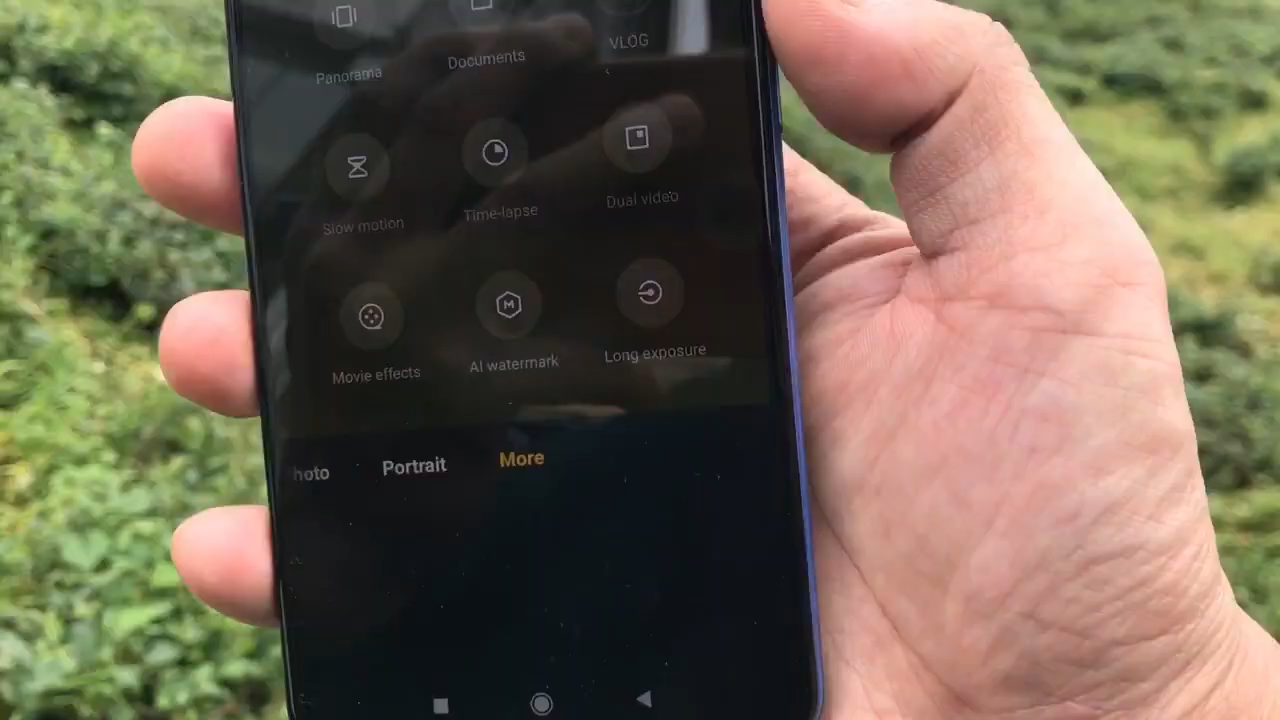 Panorama
Documents
VLOG
Slow motion
Time-lapse
Dual video
Movie effects
AI watermark
Long exposure
hoto
Portrait
More